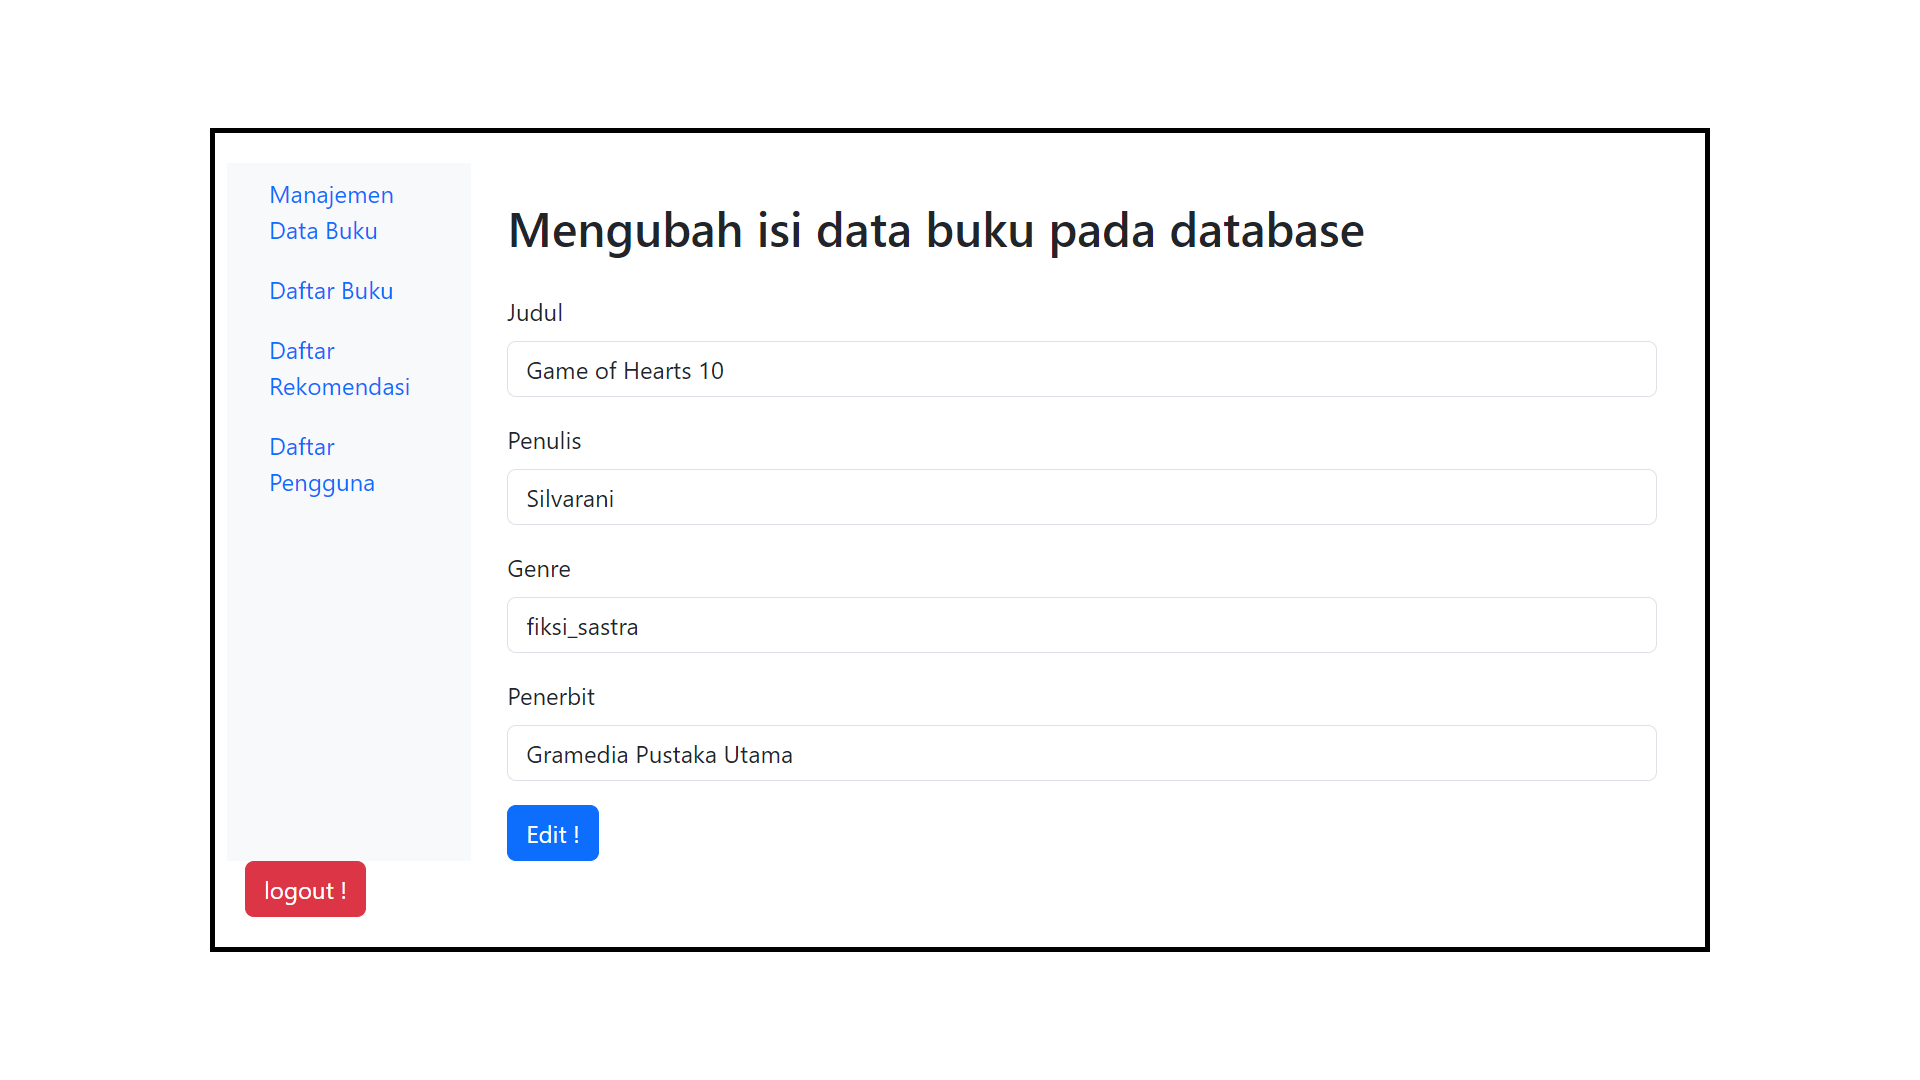 Manajemen
Data Buku
Daftar Buku
Daftar
Rekomendasi
Daftar
Pengguna
logout !
Mengubah isi data buku pada database
Judul
Game of Hearts 10
Penulis
Silvarani
Genre
fiksi_sastra
Penerbit
Gramedia Pustaka Utama
Edit !